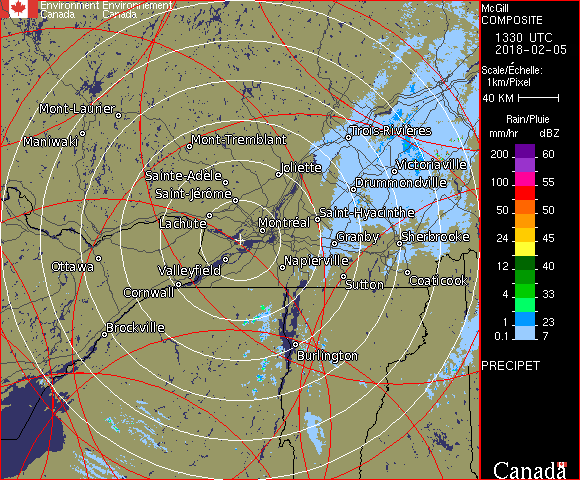 Environment Environnement
Canada Canada
McGill
COMPOSITE
1330 UTC
2018-02-05
Scale/Échelle:
1km/Pixel
40 KM
Rain/Pluie
mm/hr dBZ
200 60
100 55
50 50
24 45
12 40
4 33
1 23
0.1 7
PRECIPET
Canada
Mont-Laurier
Maniwaki
Mont-Tremblant
Trois-Rivières
Joliette
Victoriaville
Sainte-Adèle
Drummondville
Saint-Jérôme
Saint-Hyacinthe
Lachute
Montréal
Granby
Sherbrooke
Ottawa
Valleyfield
Napierville
Sutton
Coaticook
Cornwall
Brockville
Burlington